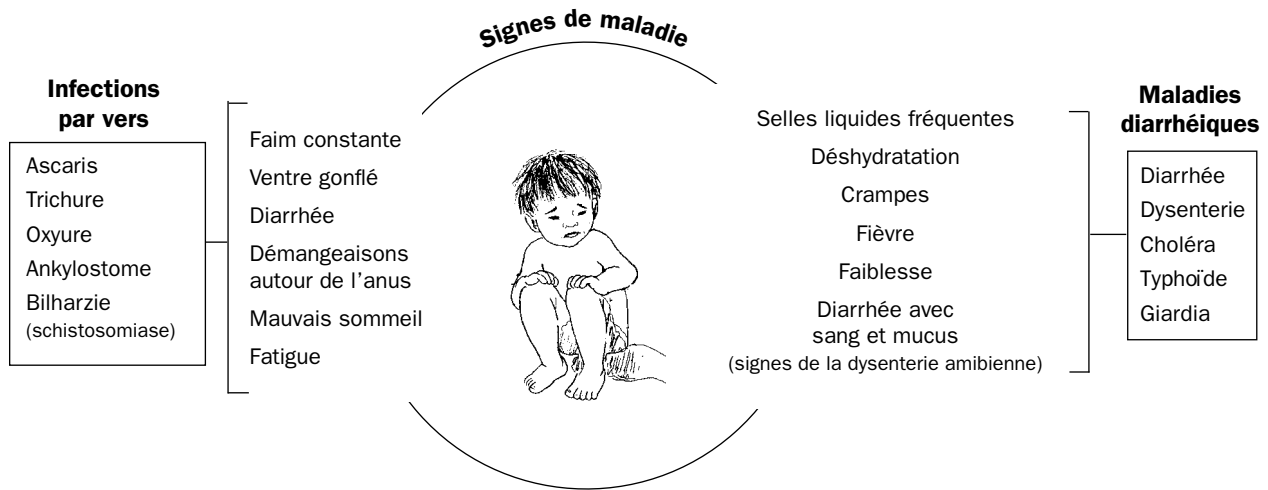 Signes de maladie
Infections
par vers
Ascaris
Trichure
Oxyure
Ankylostome
Bilharzie
(schistosomiase)
Faim constante
Ventre gonflé
Diarrhée
Démangeaisons
autour de l'anus
Mauvais sommeil
Fatigue
Selles liquides fréquentes
Déshydratation
Crampes
Fièvre
Faiblesse
Diarrhée avec
sang et mucus
(signes de la dysenterie amibienne)
Maladies
diarrhéiques
Diarrhée
Dysenterie
Choléra
Typhoïde
Giardia